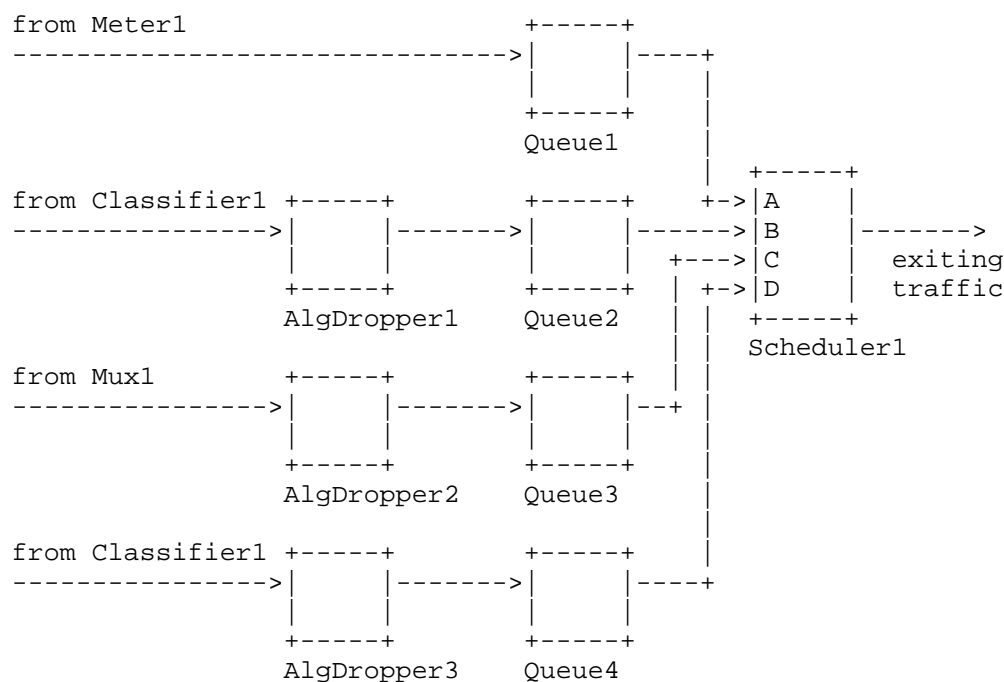 from Meter1
Queue1
from Classifier1
A
B
C exiting
D traffic
AlgDropper1 Queue2
Scheduler1
from Mux1
AlgDropper2 Queue3
from Classifier1
AlgDropper3 Queue4